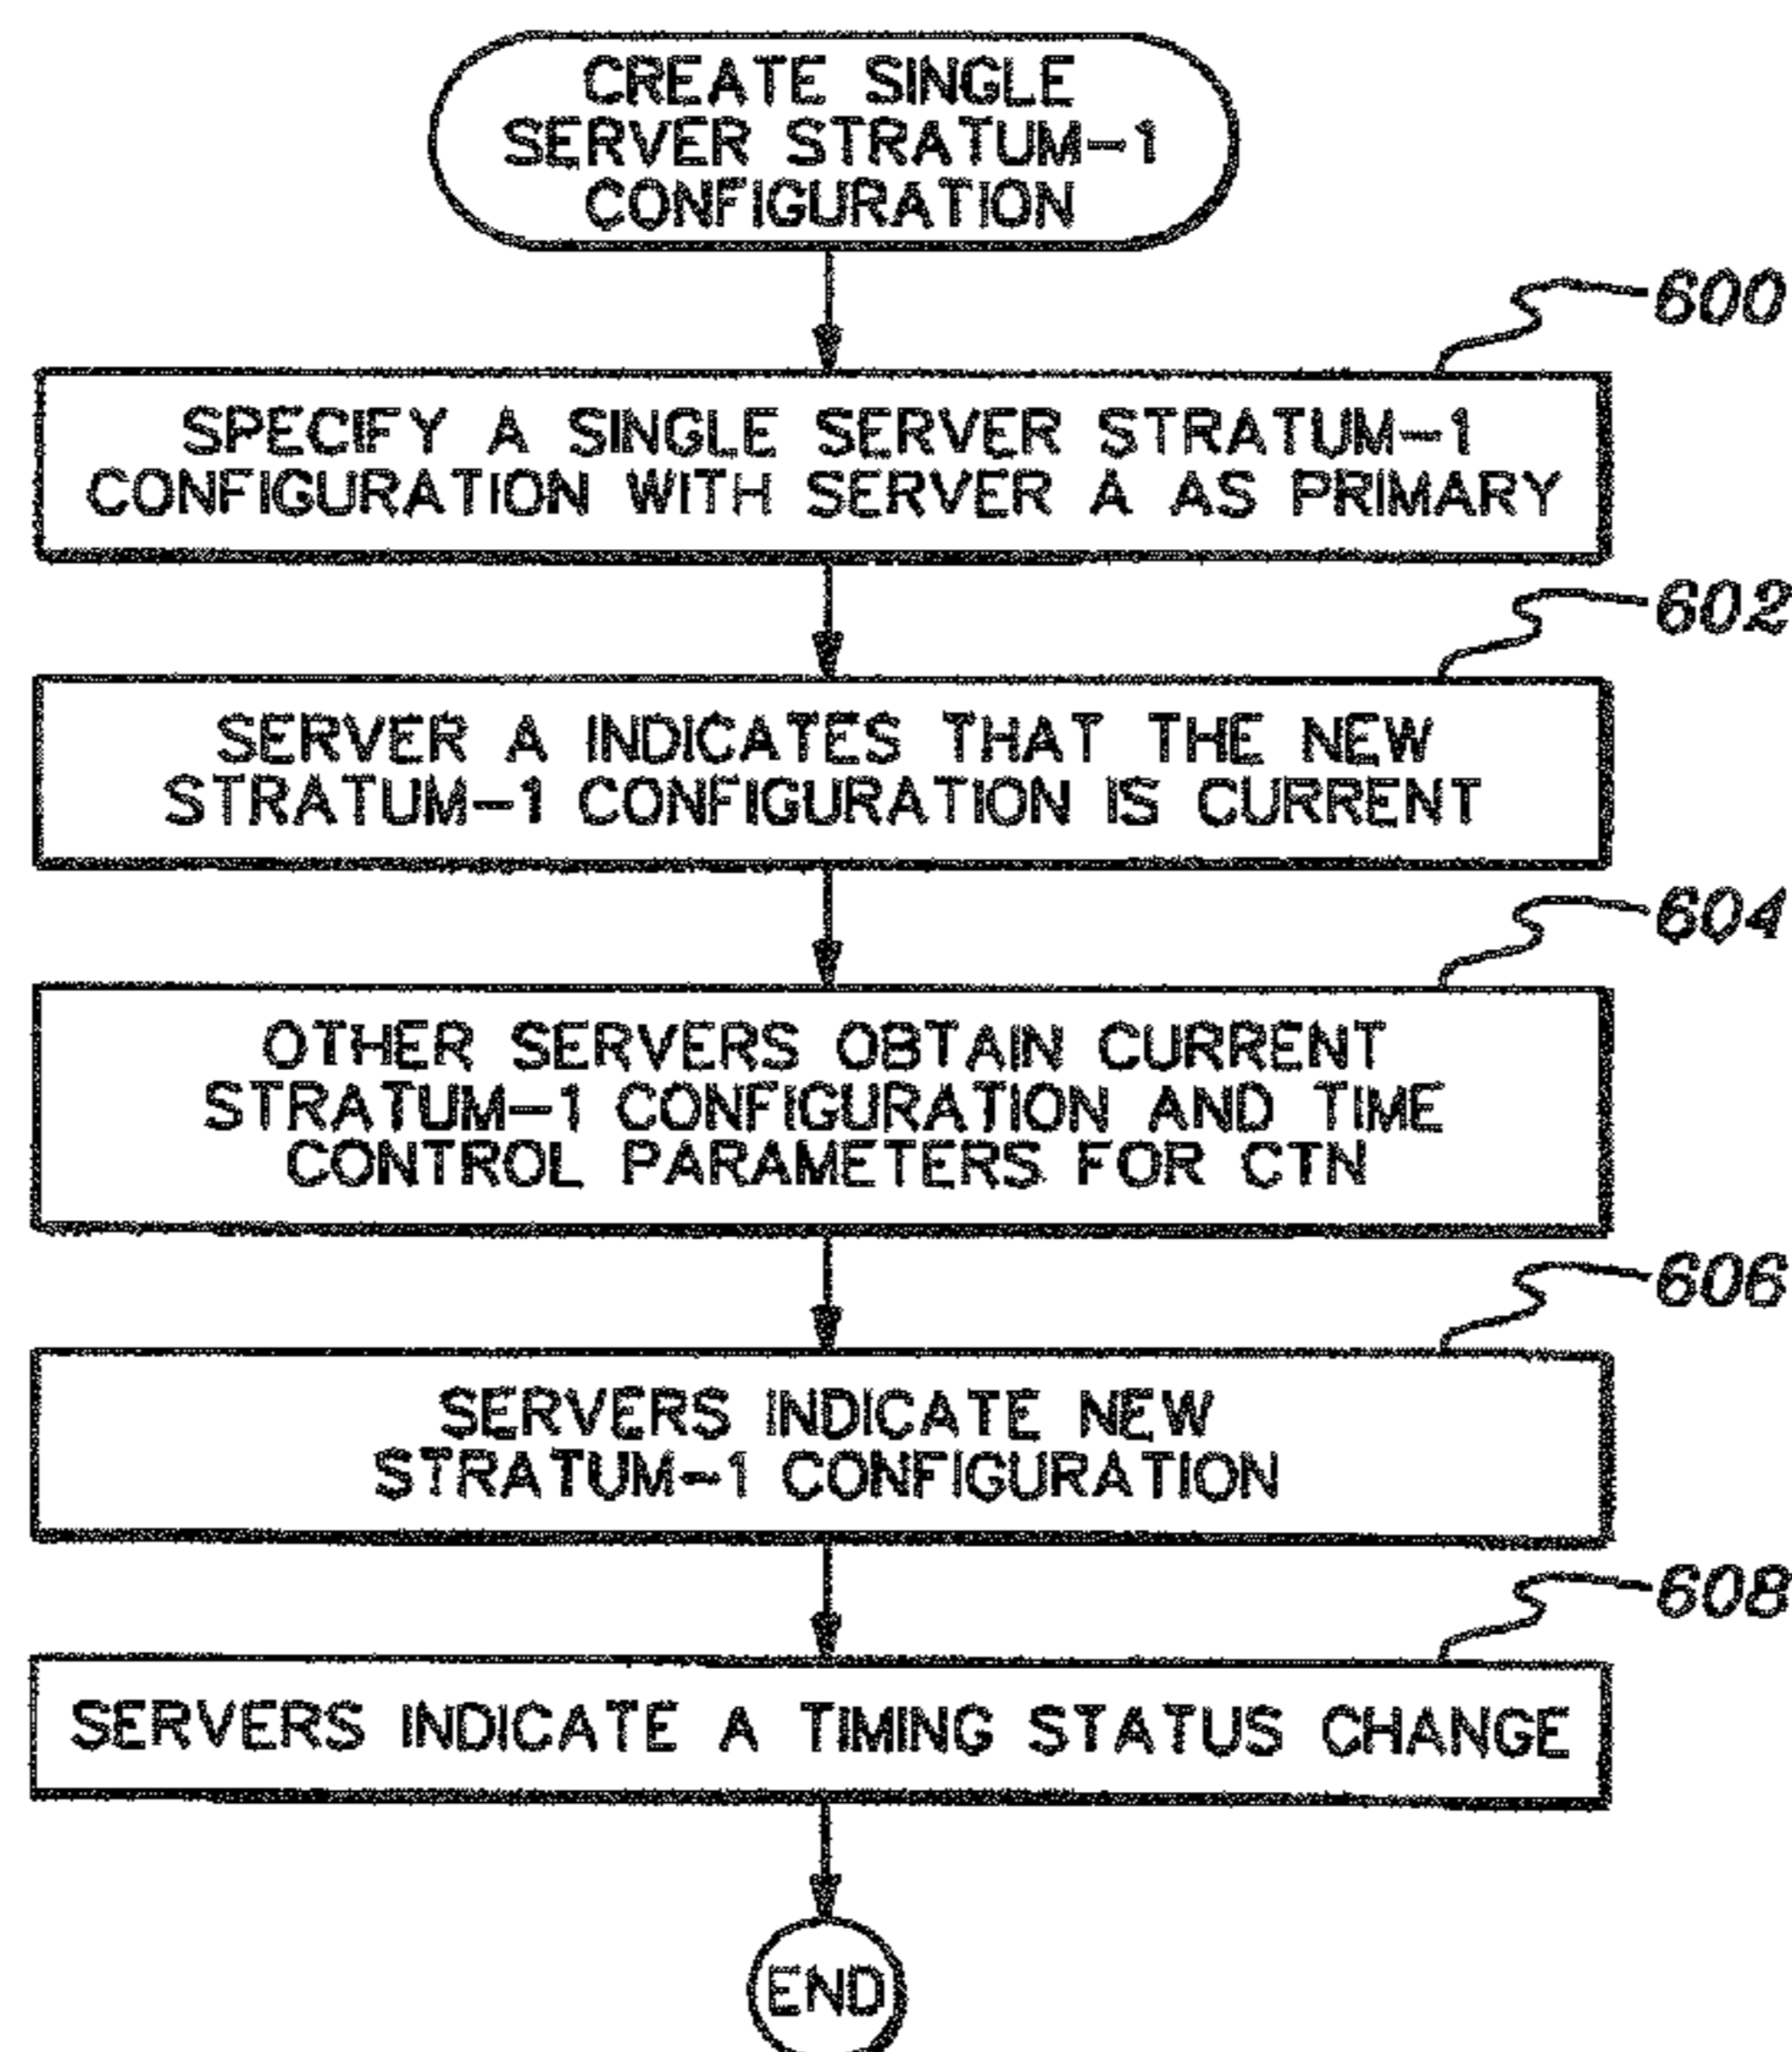 CREATE SINGLE
SERVER STRATUM-1
CONFIGURATION
600
SPECIFY A SINGLE SERVER STRATUM-1
CONFIGURATION WITH SERVER A AS PRIMARY
602
SERVER A INDICATES THAT THE NEW
STRATUM-1 CONFIGURATION IS CURRENT
604
OTHER SERVERS OBTAIN CURRENT
STRATUM-1 CONFIGURATION AND TIME
CONTROL PARAMETERS FOR CTN
606
SERVERS INDICATE NEW
STRATUM-1 CONFIGURATION
608
SERVERS INDICATE A TIMING STATUS CHANGE
END